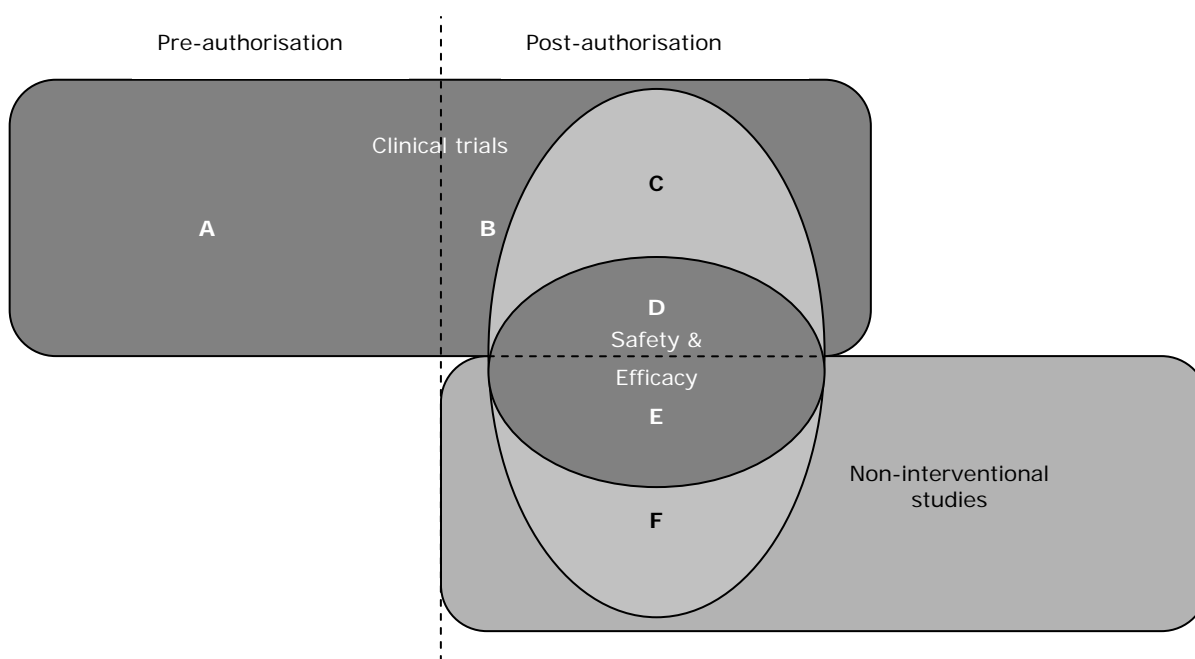 Pre-authorisation
Post-authorisation
Clinical trials
C
A
B
D
Safety &
Efficacy
E
Non-interventional
studies
F